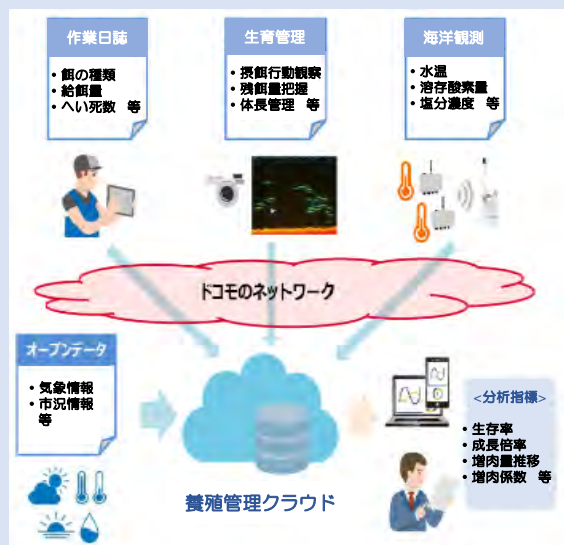 作業日誌
・餌の種類
・給餌量
・へい死数 等
生育管理
・摂餌行動観察
・残餌量把握
・体長管理 等
海洋観測
・水温
・溶存酸素量
・塩分濃度 等
ドコモのネットワーク
オープンデータ
・気象情報
・市況情報
等
養殖管理クラウド
<分析指標>
・生存率
・成長倍率
・増肉量推移
・増肉係数 等